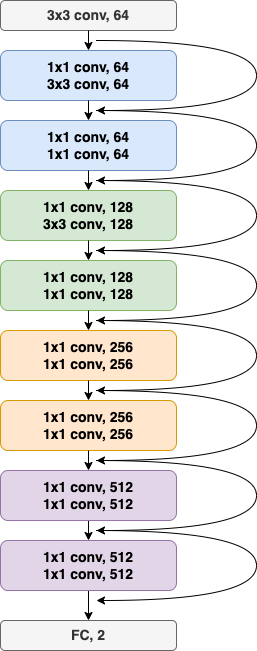 3x3 conv, 64
1x1 conv, 64
3x3 conv, 64
1x1 conv, 64
1x1 conv, 64
1x1 conv, 128
3x3 conv, 128
1x1 conv, 128
1x1 conv, 128
1x1 conv, 256
1x1 conv, 256
1x1 conv, 256
1x1 conv, 256
1x1 conv, 512
1x1 conv, 512
1x1 conv, 512
1x1 conv, 512
FC, 2